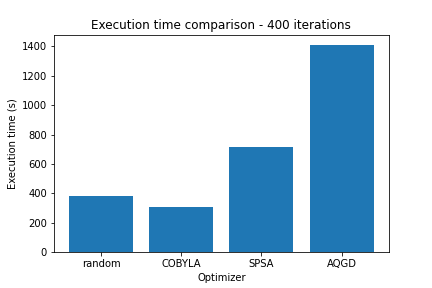 Execution time comparison - 400 iterations
Execution time (s)
1400
1200
1000
800
600
400
200
0
random COBYLA SPSA AQGD
Optimizer